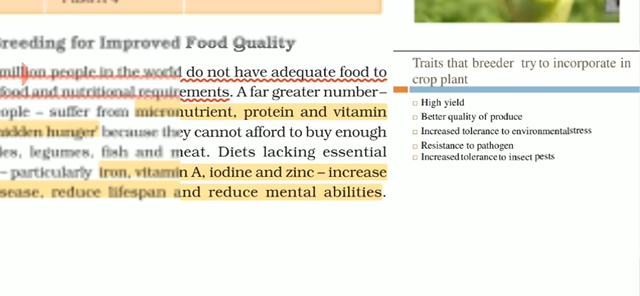 reeding for Improved Food Quality
million people in the world do not have adequate food to
food and nutritional requirements. A far greater number–
ople – suffer from micronutrient, protein and vitamin
hidden hunger' because they cannot afford to buy enough
les, legumes, fish and meat. Diets lacking essential
– particularly iron, vitamin A, iodine and zinc – increase
sease, reduce lifespan and reduce mental abilities.
Traits that breeder try to incorporate in
crop plant
High yield
Better quality of produce
Increased tolerance to environmentalstress
Resistance to pathogen
Increased tolerance to insect pests